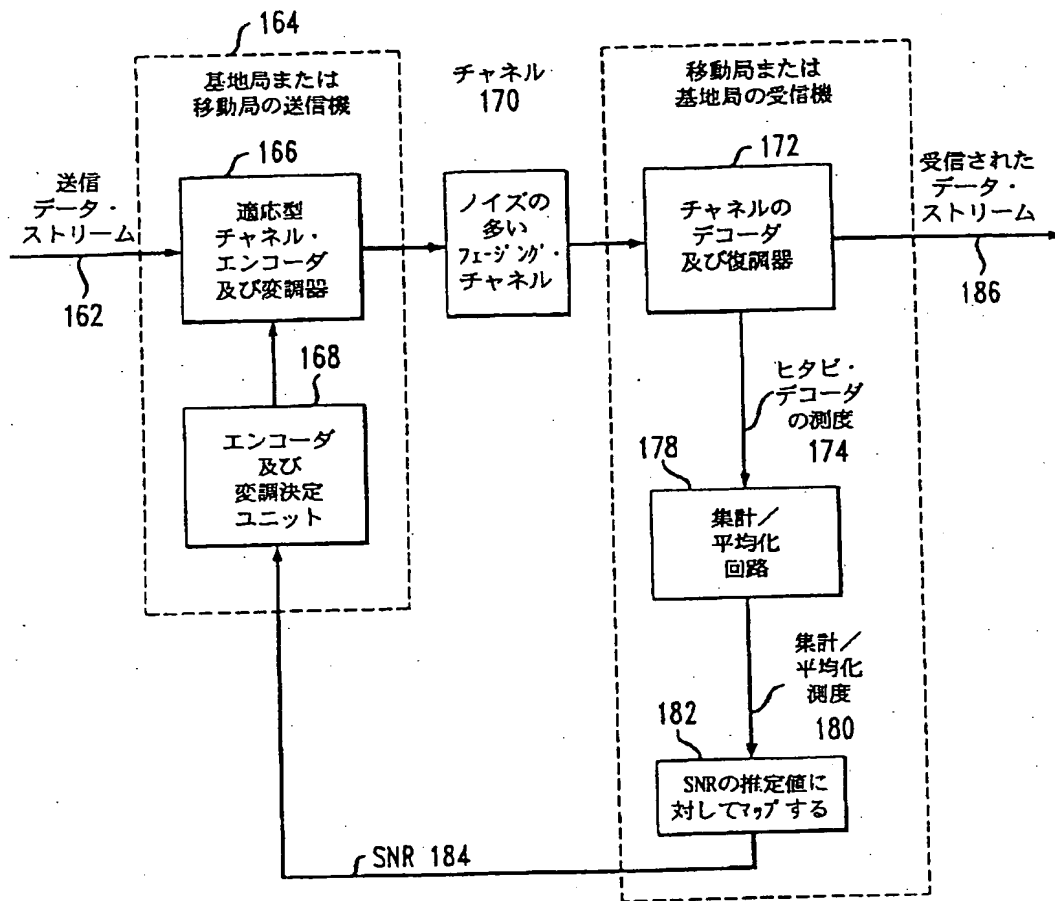 164
基地局または
移動局の送信機
チャネル
170
移動局または
基地局の受信機
166
172
送信
データ・
ストリーム
162
適応型
チャネル・
エンコーダ
及び変調器
ノイズの
多い
フェージング・
チャネル
チャネルの
デコーダ
及び復調器
受信された
データ・
ストリーム
186
168
エンコーダ
及び
変調決定
ユニット
ヒタビ・
デコーダ
の測度
174
178
集計/
平均化
回路
集計/
平均化
測度
180
182
SNRの推定値に
対してマップする
SNR 184